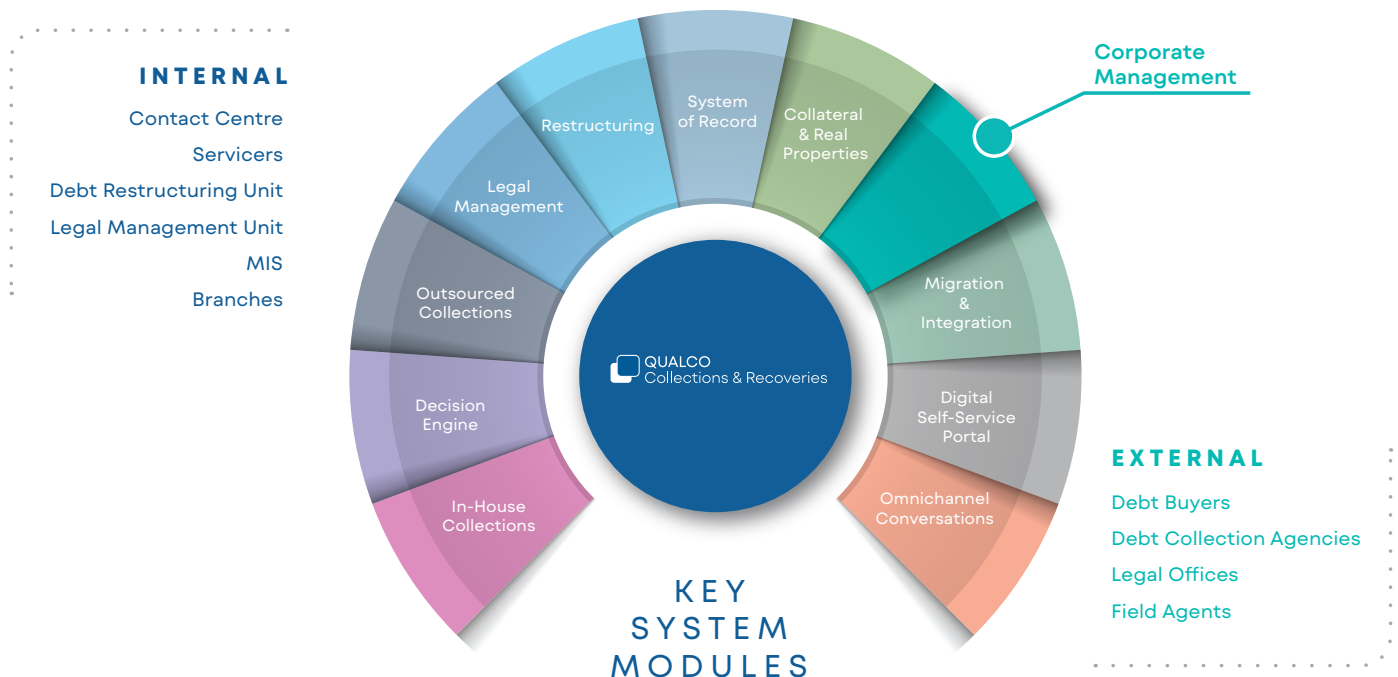 INTERNAL
Contact Centre
Servicers
Debt Restructuring Unit
Legal Management Unit
MIS
Branches
In-House
Collections
Decision
Engine
Outsourced
Collections
Legal
Management
Restructuring
System
of Record
Collateral
& Real
Properties
Corporate
Management
Migration
&
Integration
Digital
Self-Service
Portal
Omnichannel
Conversations
QUALCO
Collections & Recoveries
KEY
SYSTEM
MODULES
EXTERNAL
Debt Buyers
Debt Collection Agencies
Legal Offices
Field Agents